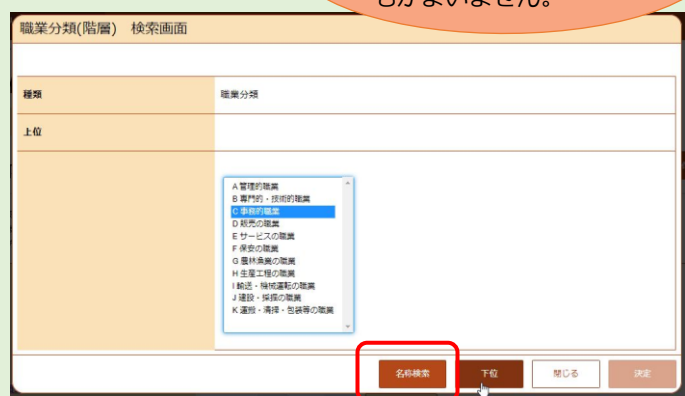 もかまいません。
職業分類(階層) 検索画面
種類 職業分類
上位
A 管理的職業
B 専門的・技術的職業
C 事務的職業
D 販売の職業
E サービスの職業
F 保安の職業
G 農林漁業の職業
H 生産工程の職業
I 輸送・機械運転の職業
J 建設・採掘の職業
K 運搬・清掃・包装等の職業
名称検索 下位 閉じる 決定